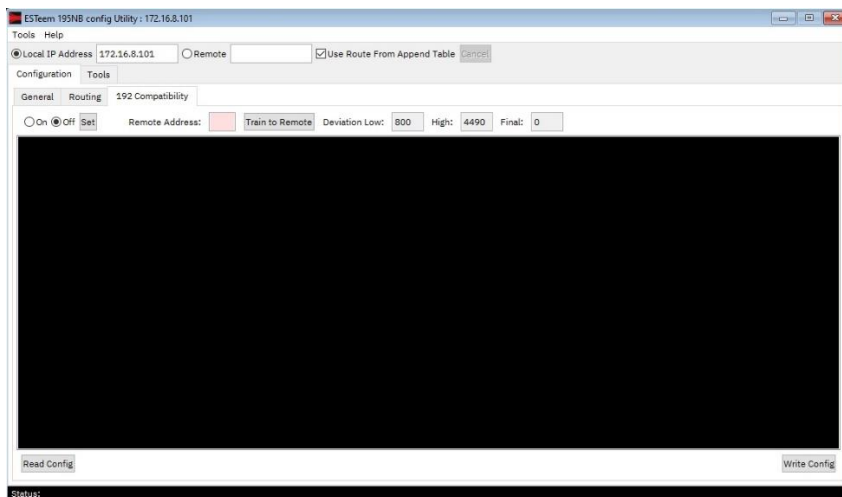 ESTeem 195NB config Utility : 172.16.8.101
Tools Help
Local IP Address 172.16.8.101 Remote Use Route From Append Table Cancel
Configuration Tools
General Routing 192 Compatibility
On Off Set Remote Address: Train to Remote Deviation Low: 800 High: 4490 Final: 0
Read Config Write Config
Status: